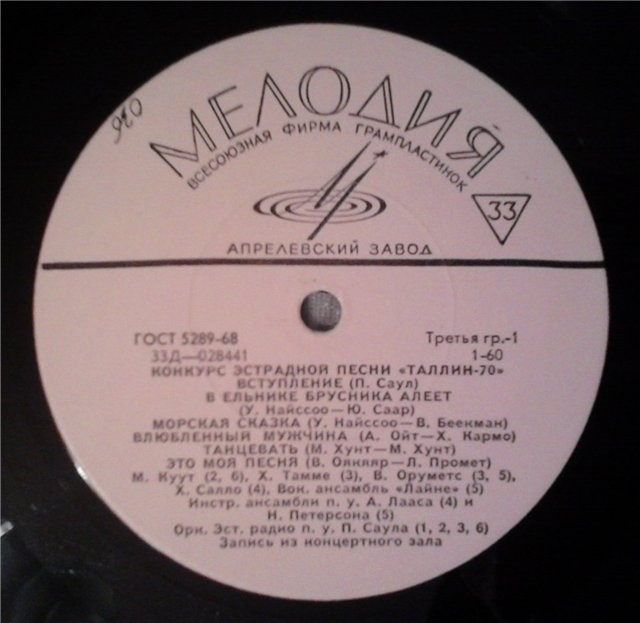 920
МЕЛОДИЯ
ВСЕСОЮЗНАЯ ФИРМА ГРАМПЛАСТИНОК
33
АПРЕЛЕВСКИЙ ЗАВОД
ГОСТ 5289-68 Третья гр.-1
33Д—028441 1-60
КОНКУРС ЭСТРАДНОЙ ПЕСНИ «ТАЛЛИН-70»
ВСТУПЛЕНИЕ (П. Саул)
В ЕЛЬНИКЕ БРУСНИКА АЛЕЕТ
(У. Найссоо—Ю. Саар)
МОРСКАЯ СКАЗКА (У. Найссоо—В. Беекман)
ВЛЮБЛЕННЫЙ МУЖЧИНА (А. Ойт—Х. Кармо)
ТАНЦЕВАТЬ (М. Хунт—М. Хунт)
ЭТО МОЯ ПЕСНЯ (В. Оякяяр—Л. Промет)
М. Куут (2, 6), Х. Тамме (3), В. Оруметс (3, 5),
Х. Салло (4), Вок. ансамбль «Лайне» (5)
Инстр. ансамбли п. у. А. Лааса (4) и
Н. Петерсона (5)
Орк. Эст. радио п. у. П. Саула (1, 2, 3, 6)
Запись из концертного зала